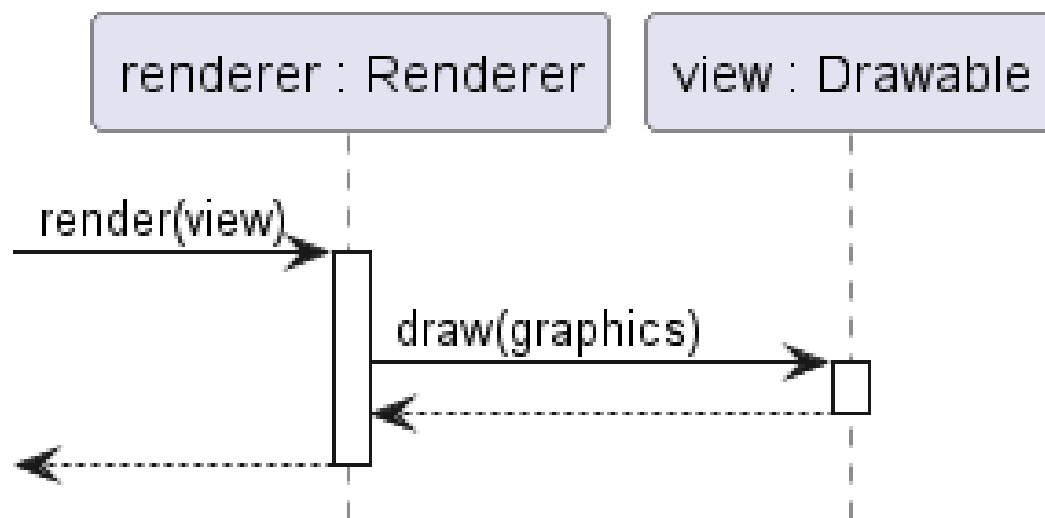 renderer : Renderer
view : Drawable
render(view)
draw(graphics)